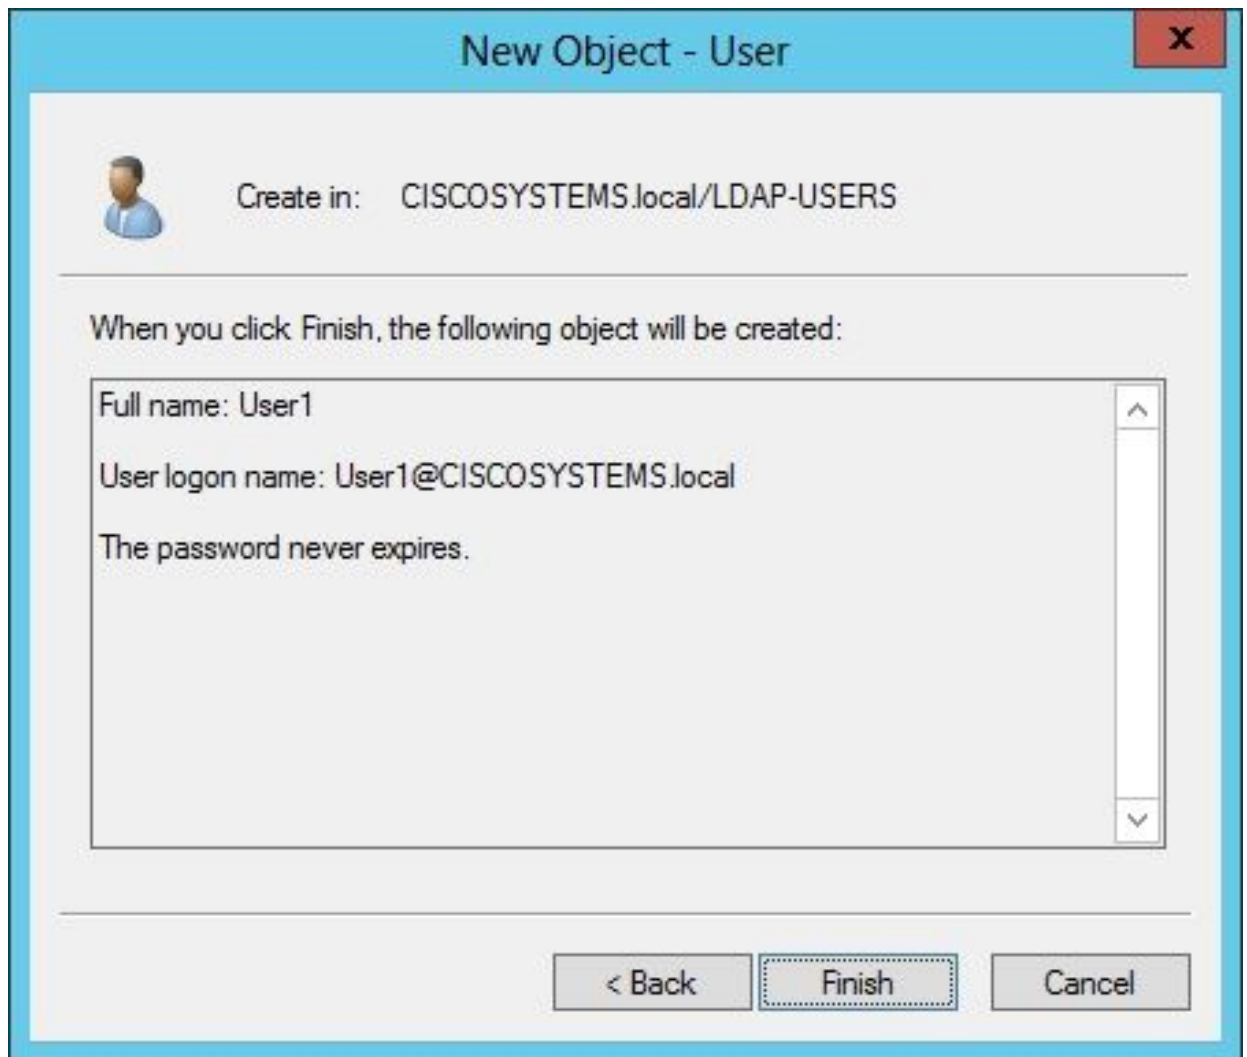 New Object - User
X
Create in: CISCOSYSTEMS.local/LDAP-USERS
When you click Finish, the following object will be created:
Full name: User1
User logon name: User1@CISCOSYSTEMS.local
The password never expires.
< Back Finish Cancel